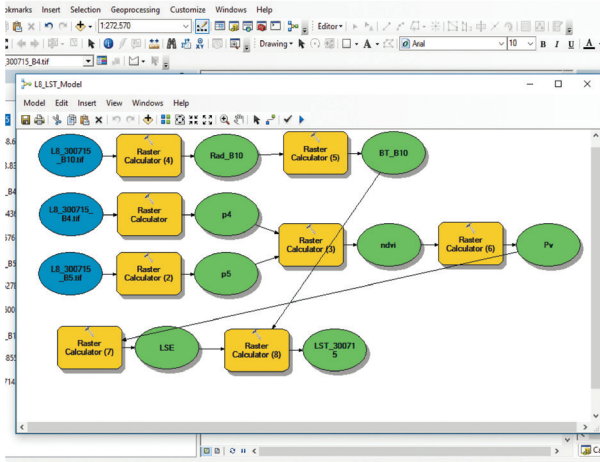 okmarks Insert Selection Geoprocessing Customize Windows Help
1:272.570
Editor
300715_B4.tif
Drawing
Arial
10
B I U A
L8_LST_Model
Model Edit Insert View Windows Help
L8_300715
_B10.tif
Raster
Calculator (4)
Rad_B10
Raster
Calculator (5)
BT_B10
L8_300715_
B4.tif
Raster
Calculator
p4
Raster
Calculator (3)
ndvi
Raster
Calculator (6)
Pv
L8_300715
_B5.tif
Raster
Calculator (2)
p5
Raster
Calculator (7)
LSE
Raster
Calculator (8)
LST_30071
5